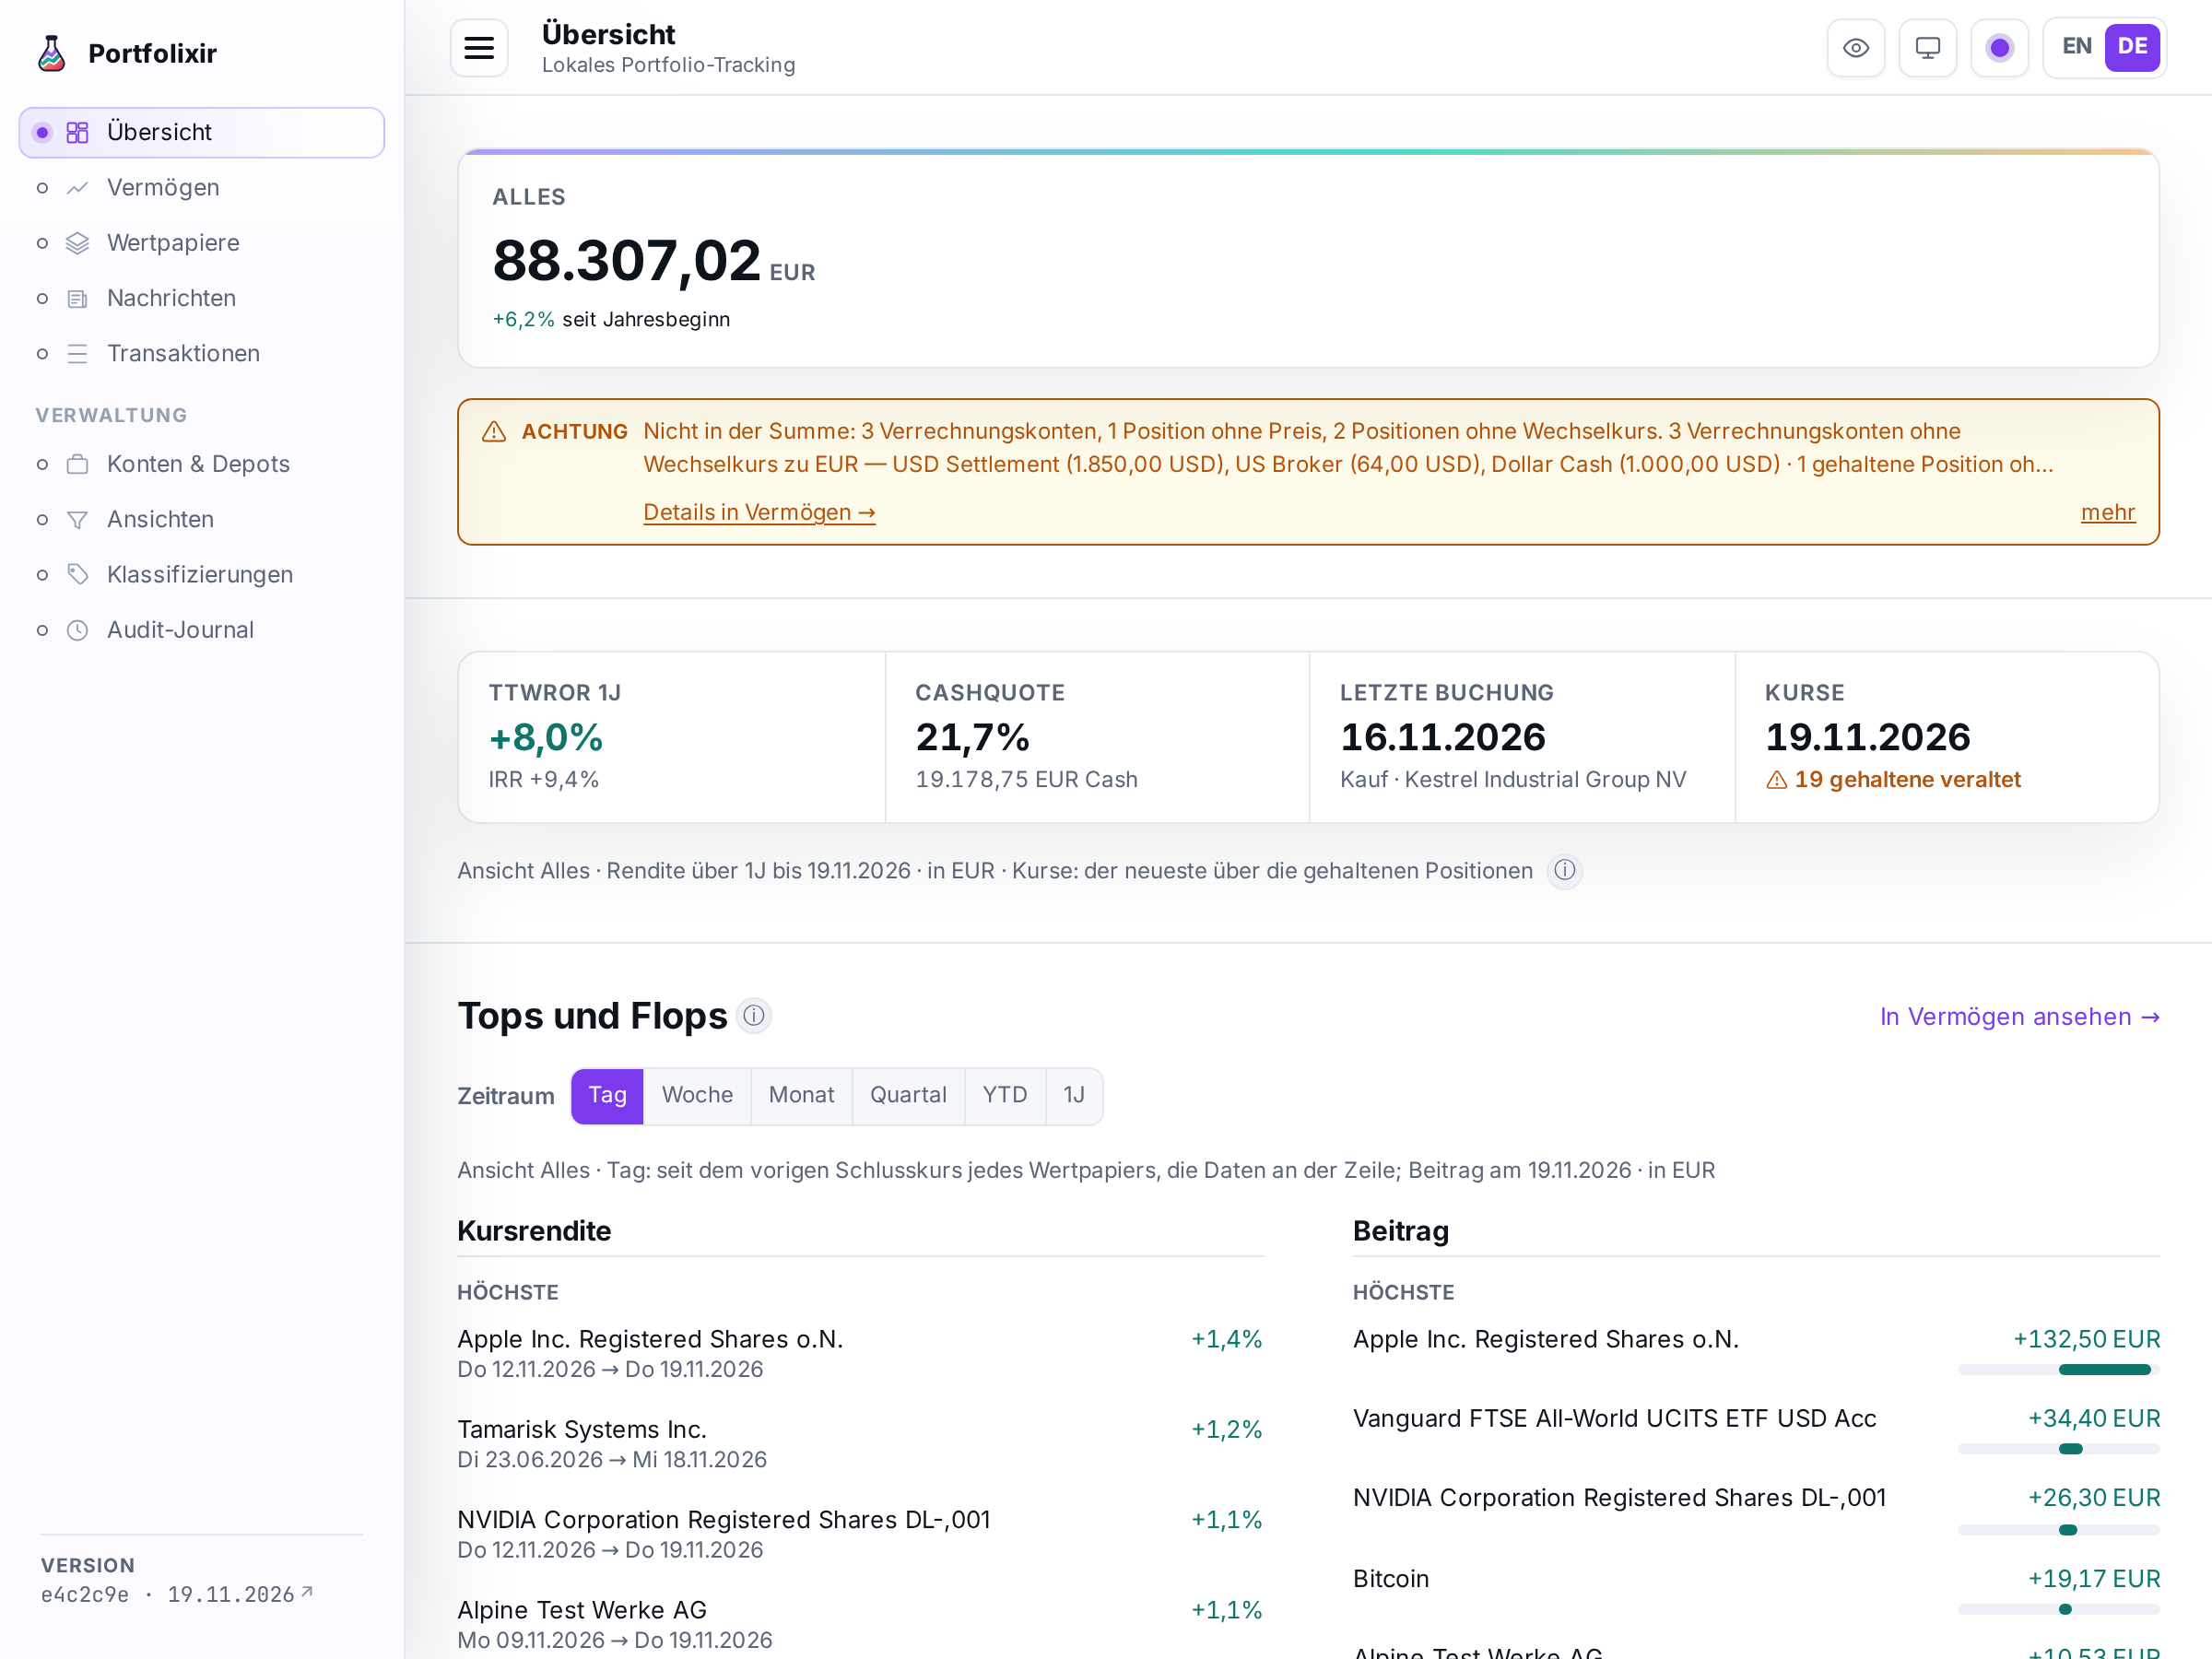 Portfolixir
Übersicht
Vermögen
Wertpapiere
Nachrichten
Transaktionen
VERWALTUNG
Konten & Depots
Ansichten
Klassifizierungen
Audit-Journal
VERSION
e4c2c9e · 19.11.2026↗
Übersicht
Lokales Portfolio-Tracking
EN DE
ALLES
88.307,02 EUR
+6,2% seit Jahresbeginn
ACHTUNG Nicht in der Summe: 3 Verrechnungskonten, 1 Position ohne Preis, 2 Positionen ohne Wechselkurs. 3 Verrechnungskonten ohne
Wechselkurs zu EUR — USD Settlement (1.850,00 USD), US Broker (64,00 USD), Dollar Cash (1.000,00 USD) · 1 gehaltene Position oh…
Details in Vermögen → mehr
TTWROR 1J
+8,0%
IRR +9,4%
CASHQUOTE
21,7%
19.178,75 EUR Cash
LETZTE BUCHUNG
16.11.2026
Kauf · Kestrel Industrial Group NV
KURSE
19.11.2026
19 gehaltene veraltet
Ansicht Alles · Rendite über 1J bis 19.11.2026 · in EUR · Kurse: der neueste über die gehaltenen Positionen ⓘ
Tops und Flops ⓘ
In Vermögen ansehen →
Zeitraum Tag Woche Monat Quartal YTD 1J
Ansicht Alles · Tag: seit dem vorigen Schlusskurs jedes Wertpapiers, die Daten an der Zeile; Beitrag am 19.11.2026 · in EUR
Kursrendite
HÖCHSTE
Apple Inc. Registered Shares o.N. +1,4%
Do 12.11.2026 → Do 19.11.2026
Tamarisk Systems Inc. +1,2%
Di 23.06.2026 → Mi 18.11.2026
NVIDIA Corporation Registered Shares DL-,001 +1,1%
Do 12.11.2026 → Do 19.11.2026
Alpine Test Werke AG +1,1%
Mo 09.11.2026 → Do 19.11.2026
Beitrag
HÖCHSTE
Apple Inc. Registered Shares o.N. +132,50 EUR
Vanguard FTSE All-World UCITS ETF USD Acc +34,40 EUR
NVIDIA Corporation Registered Shares DL-,001 +26,30 EUR
Bitcoin +19,17 EUR
Alpine Test Werke AG +10,53 EUR